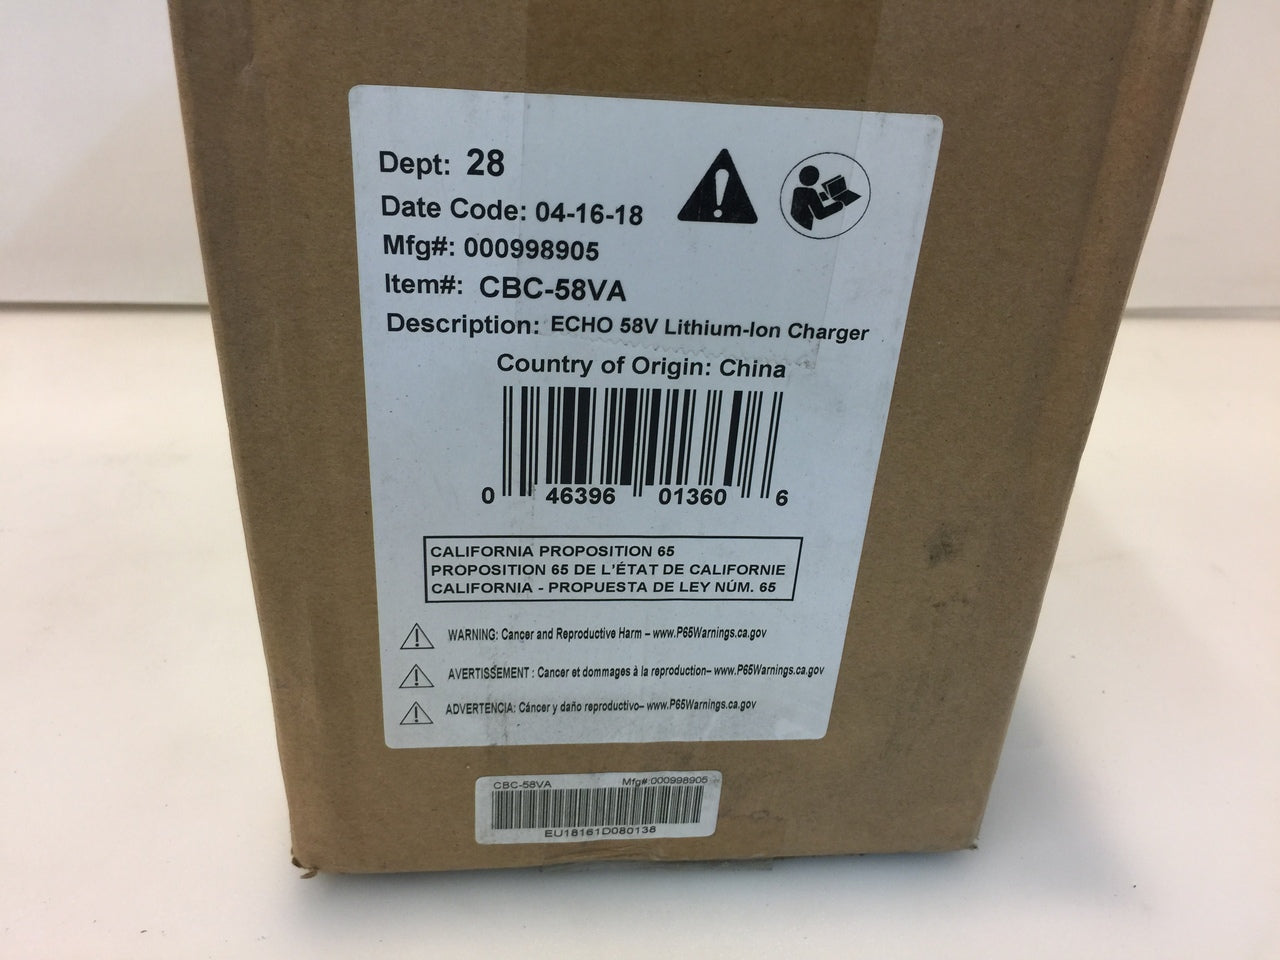 Dept: 28
Date Code: 04-16-18
Mfg#: 000998905
Item#: CBC-58VA
Description: ECHO 58V Lithium-Ion Charger
Country of Origin: China
0 46396 01360 6
CALIFORNIA PROPOSITION 65
PROPOSITION 65 DE L'ÉTAT DE CALIFORNIE
CALIFORNIA - PROPUESTA DE LEY NÚM. 65
WARNING: Cancer and Reproductive Harm – www.P65Warnings.ca.gov
AVERTISSEMENT : Cancer et dommages à la reproduction– www.P65Warnings.ca.gov
ADVERTENCIA: Cáncer y daño reproductivo– www.P65Warnings.ca.gov
CBC-58VA Mfg#:000998905
EU18161D080138